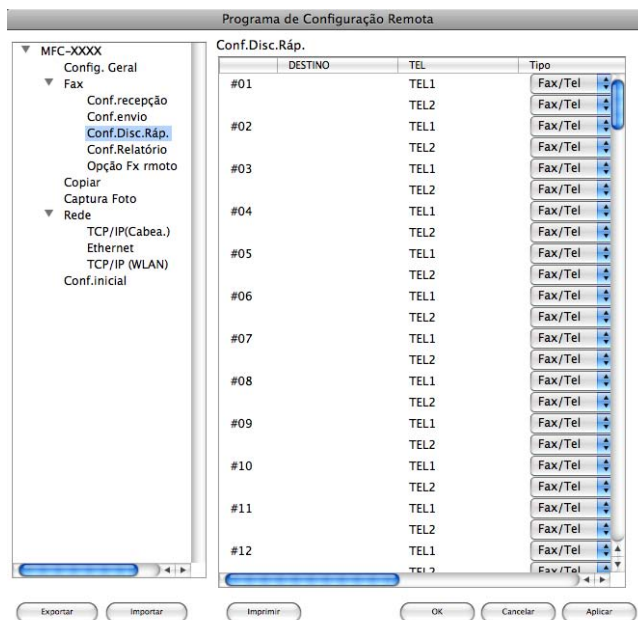 Programa de Configuração Remota
MFC-XXXX
Config. Geral
Fax
Conf.recepção
Conf.envio
Conf.Disc.Ráp.
Conf.Relatório
Opção Fx rmoto
Copiar
Captura Foto
Rede
TCP/IP(Cabea.)
Ethernet
TCP/IP (WLAN)
Conf.inicial
Conf.Disc.Ráp.
DESTINO TEL Tipo
#01 TEL1 Fax/Tel
TEL2 Fax/Tel
#02 TEL1 Fax/Tel
TEL2 Fax/Tel
#03 TEL1 Fax/Tel
TEL2 Fax/Tel
#04 TEL1 Fax/Tel
TEL2 Fax/Tel
#05 TEL1 Fax/Tel
TEL2 Fax/Tel
#06 TEL1 Fax/Tel
TEL2 Fax/Tel
#07 TEL1 Fax/Tel
TEL2 Fax/Tel
#08 TEL1 Fax/Tel
TEL2 Fax/Tel
#09 TEL1 Fax/Tel
TEL2 Fax/Tel
#10 TEL1 Fax/Tel
TEL2 Fax/Tel
#11 TEL1 Fax/Tel
TEL2 Fax/Tel
#12 TEL1 Fax/Tel
TEL2 Fax/Tel
Exportar Importar Imprimir OK Cancelar Aplicar